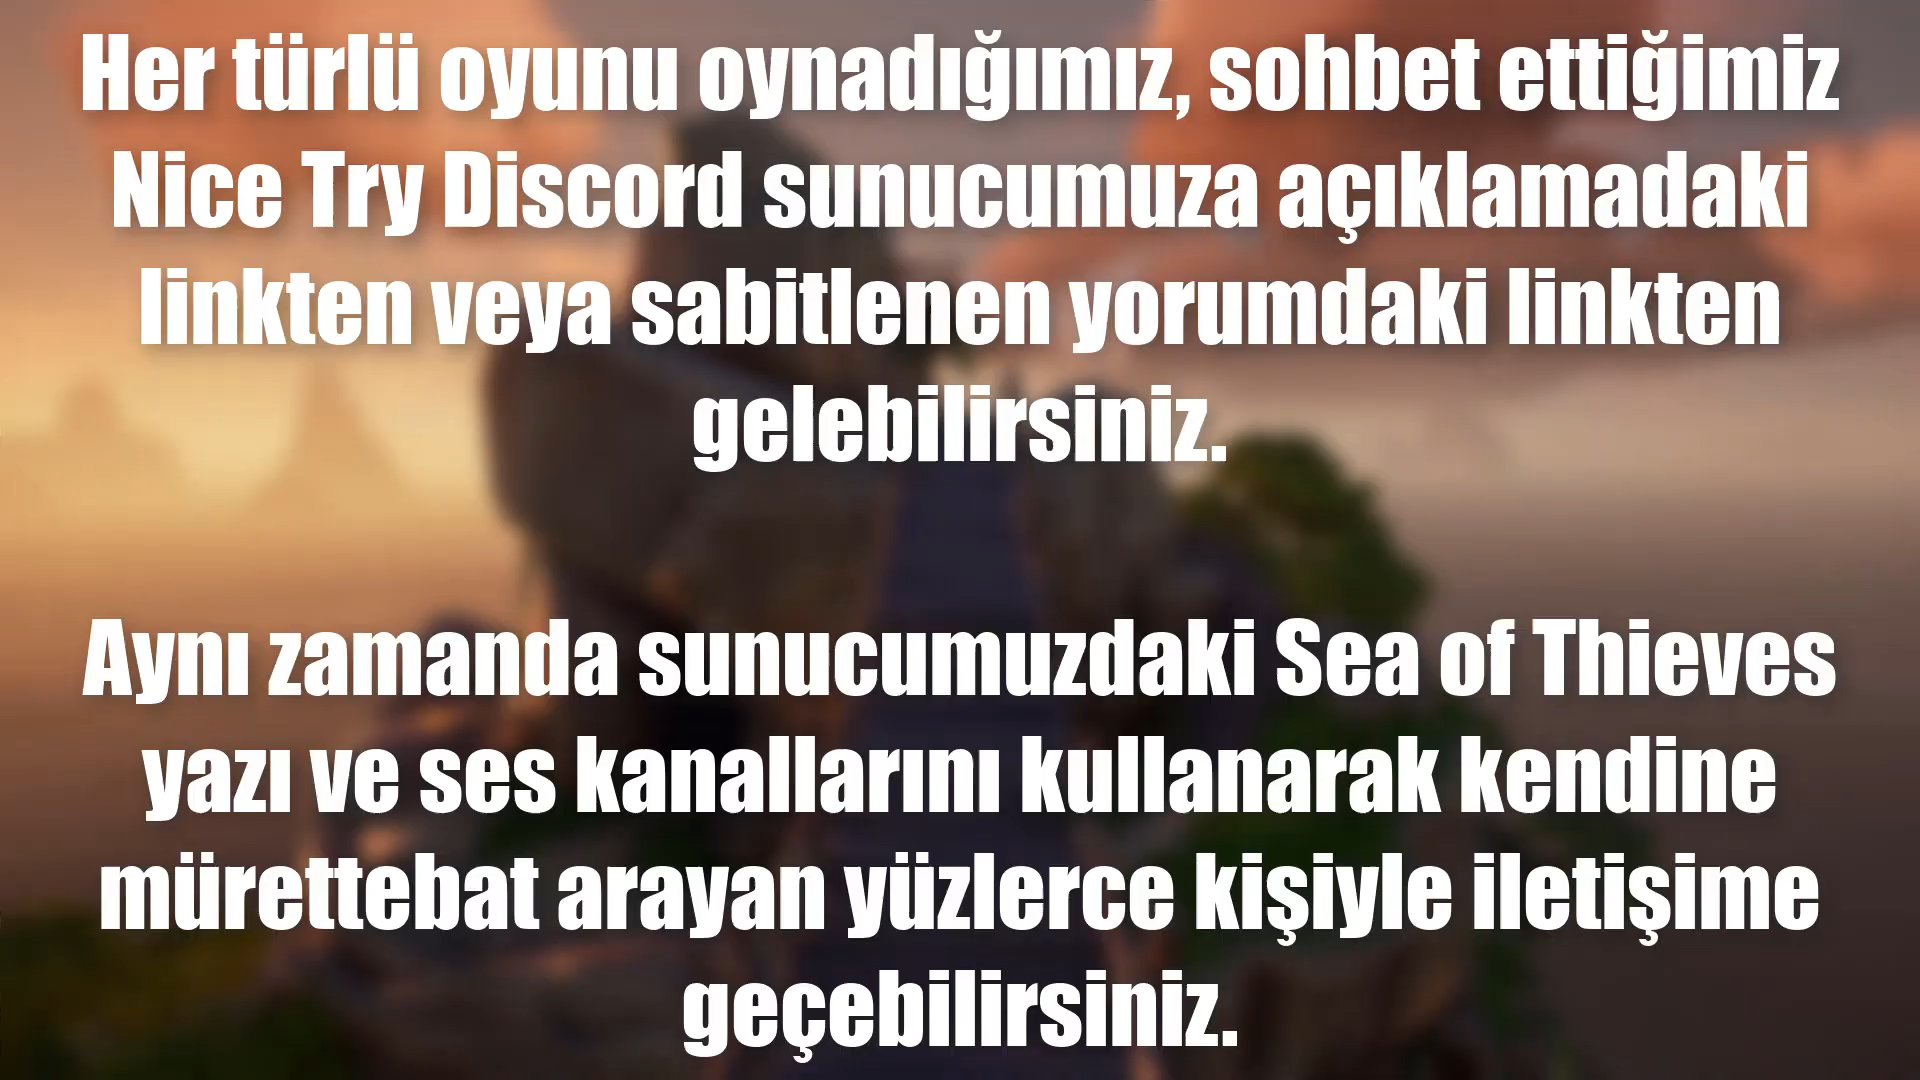 Her türlü oyunu oynadığımız, sohbet ettiğimiz
Nice Try Discord sunucumuza açıklamadaki
linkten veya sabitlenen yorumdaki linkten
gelebilirsiniz.
Aynı zamanda sunucumuzdaki Sea of Thieves
yazı ve ses kanallarını kullanarak kendine
mürettebat arayan yüzlerce kişiyle iletişime
geçebilirsiniz.